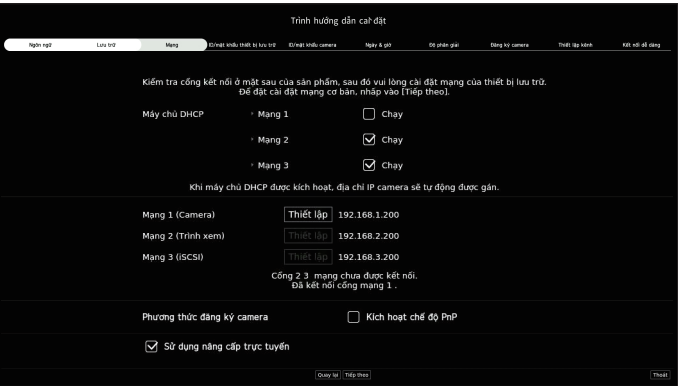 Trình hướng dẫn cài đặt
Ngôn ngữ Lưu trữ Mạng ID/mật khẩu thiết bị lưu trữ ID/mật khẩu camera Ngày & giờ Độ phân giải Đăng ký camera Thiết lập kênh Kết nối dễ dàng
Kiểm tra cổng kết nối ở mặt sau của sản phẩm, sau đó vui lòng cài đặt mạng của thiết bị lưu trữ.
Để đặt cài đặt mạng cơ bản, nhấp vào [Tiếp theo].
Máy chủ DHCP
Mạng 1 Chạy
Mạng 2 Chạy
Mạng 3 Chạy
Khi máy chủ DHCP được kích hoạt, địa chỉ IP camera sẽ tự động được gán.
Mạng 1 (Camera) Thiết lập 192.168.1.200
Mạng 2 (Trình xem) Thiết lập 192.168.2.200
Mạng 3 (iSCSI) Thiết lập 192.168.3.200
Cổng 2 3 mạng chưa được kết nối.
Đã kết nối cổng mạng 1 .
Phương thức đăng ký camera Kích hoạt chế độ PnP
Sử dụng nâng cấp trực tuyến
Quay lại Tiếp theo Thoát